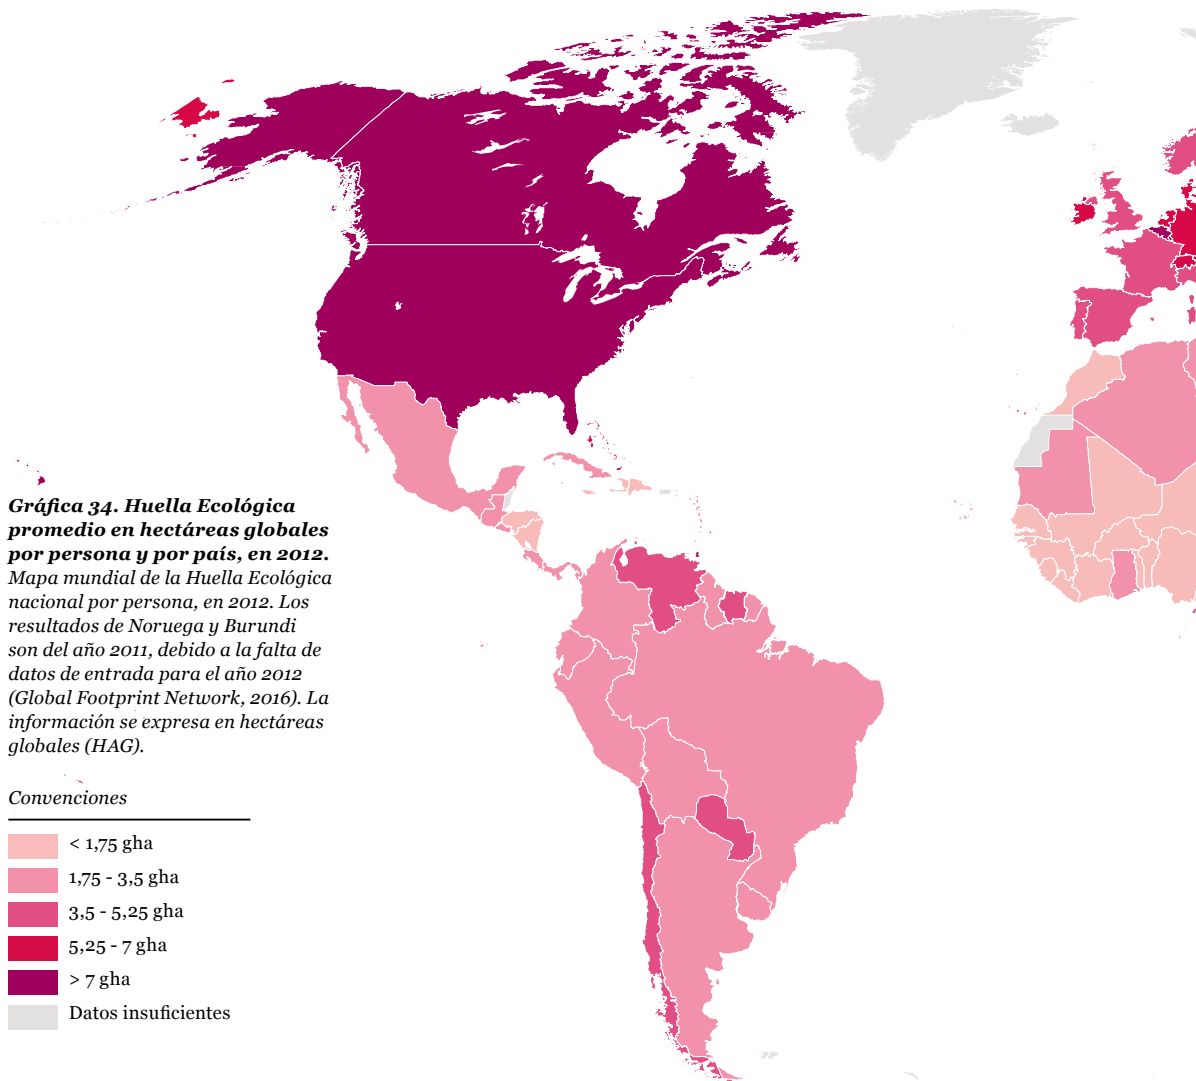 Gráfica 34. Huella Ecológica
promedio en hectáreas globales
por persona y por país, en 2012.
Mapa mundial de la Huella Ecológica
nacional por persona, en 2012. Los
resultados de Noruega y Burundi
son del año 2011, debido a la falta de
datos de entrada para el año 2012
(Global Footprint Network, 2016). La
información se expresa en hectáreas
globales (HAG).
Convenciones
< 1,75 gha
1,75 - 3,5 gha
3,5 - 5,25 gha
5,25 - 7 gha
> 7 gha
Datos insuficientes